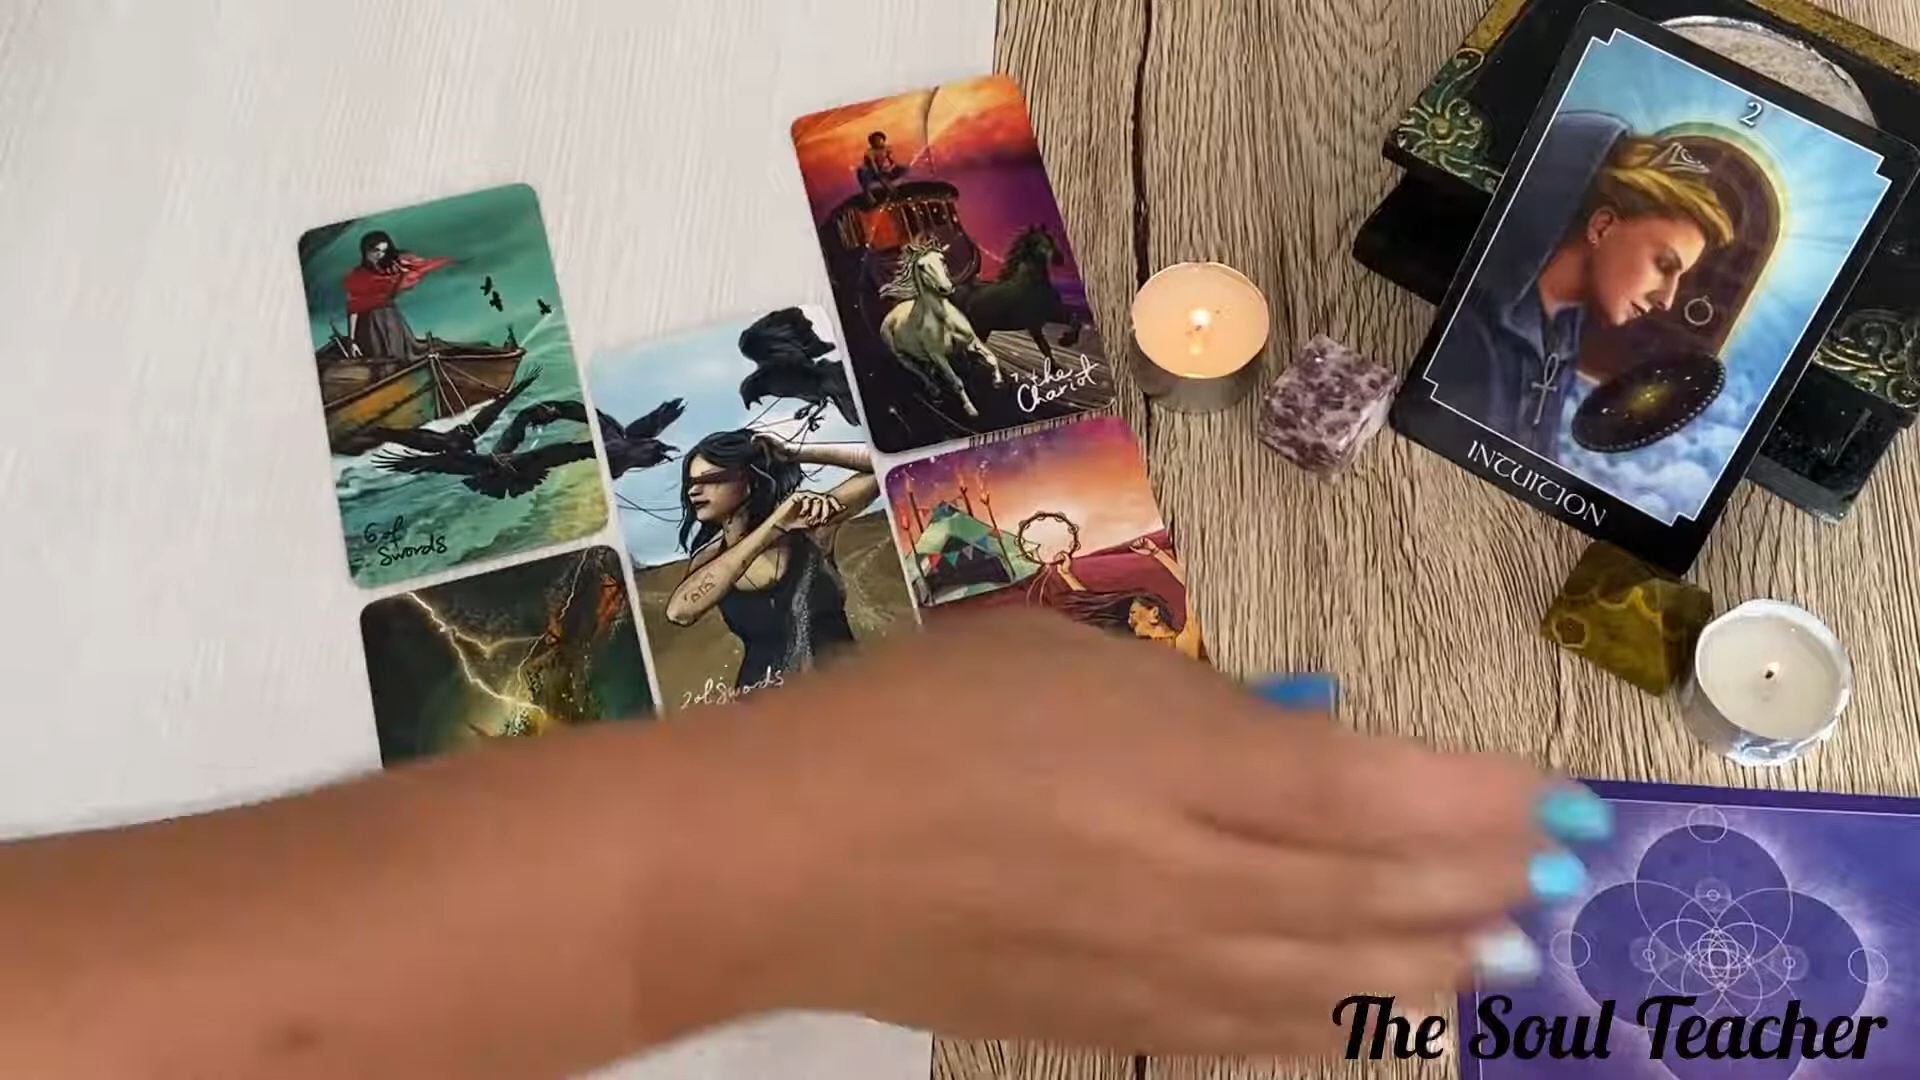 6 of
Swords
2 of Swords
7. the
Chariot
2
INTUITION
The Soul Teacher